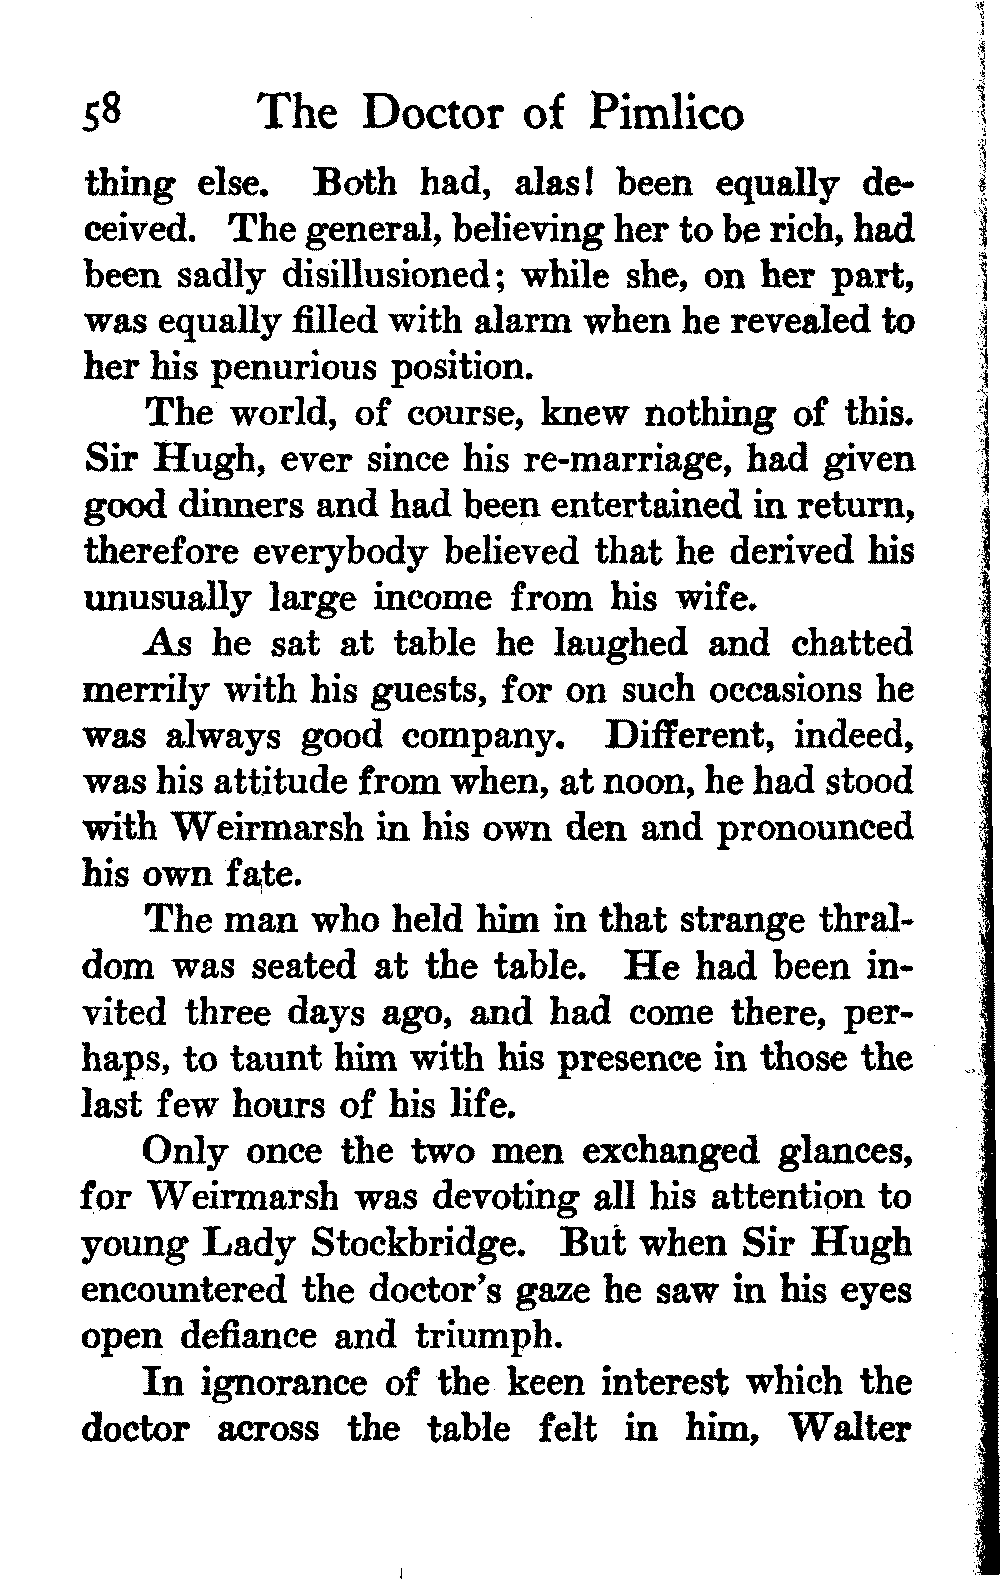 58 The Doctor of Pimlico
thing else. Both had, alas! been equally de-
ceived. The general, believing her to be rich, had
been sadly disillusioned; while she, on her part,
was equally filled with alarm when he revealed to
her his penurious position.
The world, of course, knew nothing of this.
Sir Hugh, ever since his re-marriage, had given
good dinners and had been entertained in return,
therefore everybody believed that he derived his
unusually large income from his wife.
As he sat at table he laughed and chatted
merrily with his guests, for on such occasions he
was always good company. Different, indeed,
was his attitude from when, at noon, he had stood
with Weirmarsh in his own den and pronounced
his own fate.
The man who held him in that strange thral-
dom was seated at the table. He had been in-
vited three days ago, and had come there, per-
haps, to taunt him with his presence in those the
last few hours of his life.
Only once the two men exchanged glances,
for Weirmarsh was devoting all his attention to
young Lady Stockbridge. But when Sir Hugh
encountered the doctor's gaze he saw in his eyes
open defiance and triumph.
In ignorance of the keen interest which the
doctor across the table felt in him, Walter